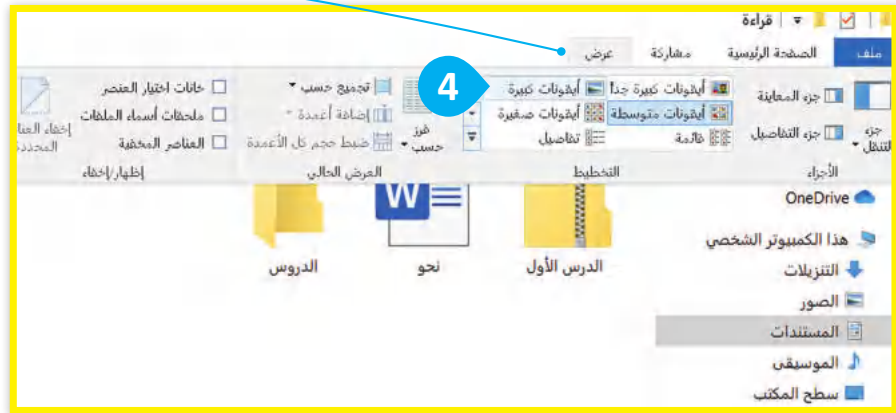 قراءة
ملف الصفحة الرئيسية مشاركة عرض
جزء التنقل
جزء المعاينة
جزء التفاصيل
الأجزاء
أيقونات كبيرة جدا أيقونات كبيرة
أيقونات متوسطة أيقونات صغيرة
قائمة تفاصيل
التخطيط
4
فرز حسب
تجميع حسب
إضافة أعمدة
ضبط حجم كل الأعمدة
العرض الحالي
خانات اختيار العنصر
ملحقات أسماء الملفات
العناصر المخفية
إخفاء
إظهار/إخفاء
OneDrive
هذا الكمبيوتر الشخصي
التنزيلات
الصور
المستندات
الموسيقى
سطح المكتب
W
الدرس الأول نحو الدروس